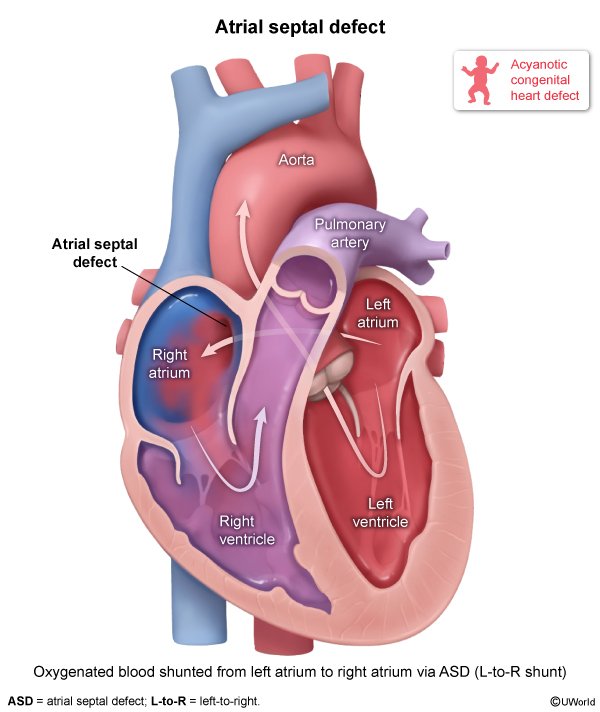 Atrial septal defect
Acyanotic
congenital
heart defect
Aorta
Pulmonary
artery
Atrial septal
defect
Left
atrium
Right
atrium
Left
ventricle
Right
ventricle
Oxygenated blood shunted from left atrium to right atrium via ASD (L-to-R shunt)
ASD = atrial septal defect; L-to-R = left-to-right.
©UWorld